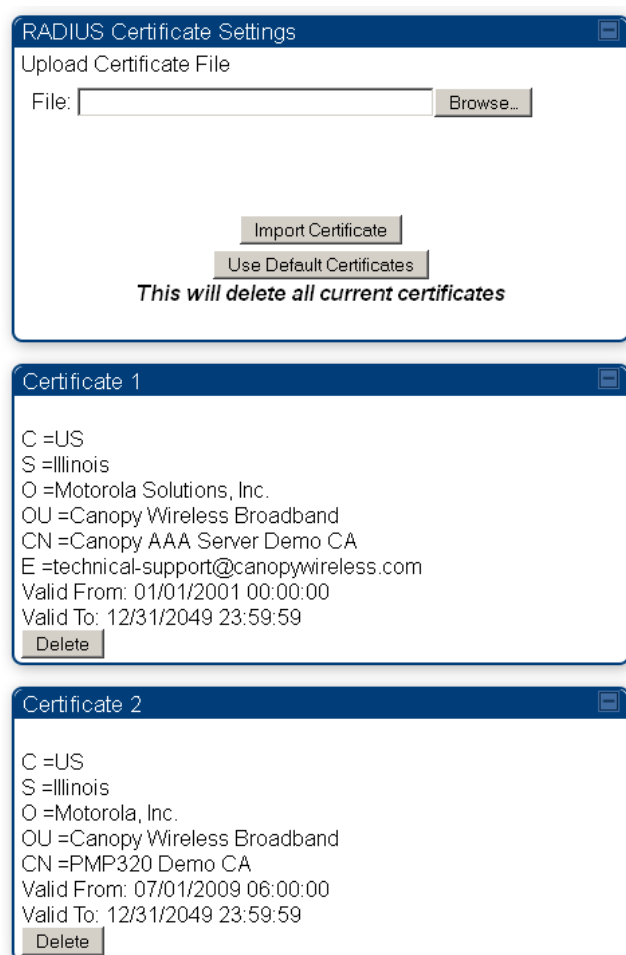 RADIUS Certificate Settings
Upload Certificate File
File: Browse...
Import Certificate
Use Default Certificates
This will delete all current certificates
Certificate 1
C =US
S =Illinois
O =Motorola Solutions, Inc.
OU =Canopy Wireless Broadband
CN =Canopy AAA Server Demo CA
E =technical-support@canopywireless.com
Valid From: 01/01/2001 00:00:00
Valid To: 12/31/2049 23:59:59
Delete
Certificate 2
C =US
S =Illinois
O =Motorola, Inc.
OU =Canopy Wireless Broadband
CN =PMP320 Demo CA
Valid From: 07/01/2009 06:00:00
Valid To: 12/31/2049 23:59:59
Delete